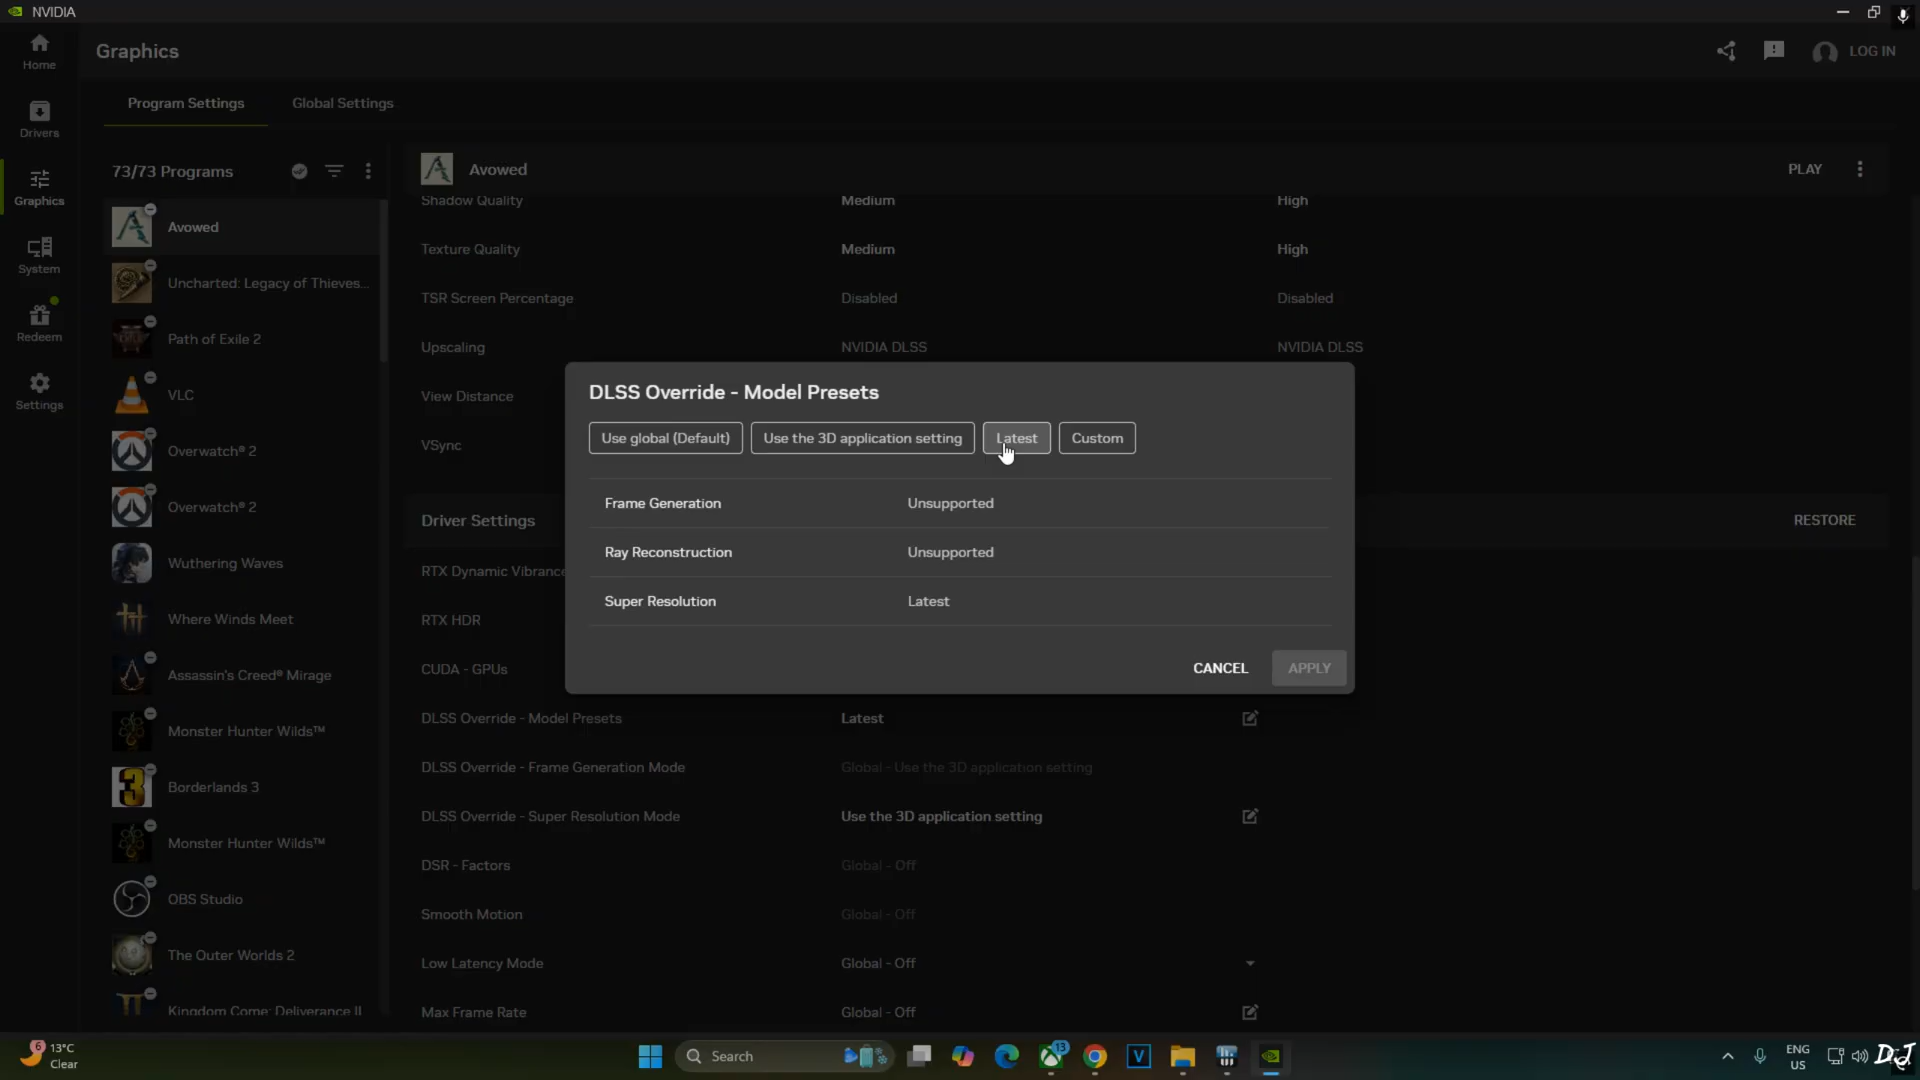 NVIDIA
Home
Graphics
LOG IN
Program Settings
Global Settings
Drivers
Graphics
System
Redeem
Settings
73/73 Programs
Avowed
Uncharted: Legacy of Thieves...
Path of Exile 2
VLC
Overwatch® 2
Overwatch® 2
Wuthering Waves
Where Winds Meet
Assassin's Creed® Mirage
Monster Hunter Wilds™
Borderlands 3
Monster Hunter Wilds™
OBS Studio
The Outer Worlds 2
Kingdom Come: Deliverance II
Avowed
PLAY
Shadow Quality Medium High
Texture Quality Medium High
TSR Screen Percentage Disabled Disabled
Upscaling NVIDIA DLSS NVIDIA DLSS
View Distance
VSync
DLSS Override - Model Presets
Use global (Default) Use the 3D application setting Latest Custom
Frame Generation Unsupported
Ray Reconstruction Unsupported
Super Resolution Latest
CANCEL APPLY
Driver Settings RESTORE
RTX Dynamic Vibrance
RTX HDR
CUDA - GPUs
DLSS Override - Model Presets Latest
DLSS Override - Frame Generation Mode Global - Use the 3D application setting
DLSS Override - Super Resolution Mode Use the 3D application setting
DSR - Factors Global - Off
Smooth Motion Global - Off
Low Latency Mode Global - Off
Max Frame Rate Global - Off
6
13°C
Clear
Search
13
V
ENG
US
DJ